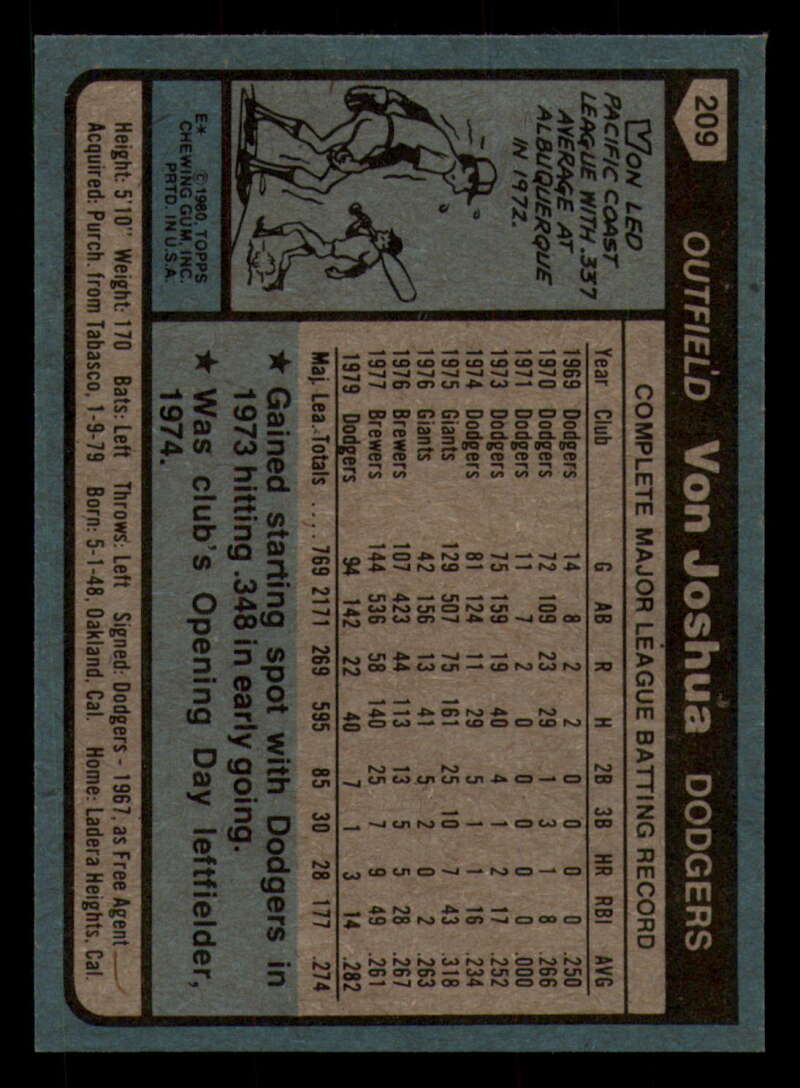 209
OUTFIELD Von Joshua DODGERS
VON LED
PACIFIC COAST
LEAGUE WITH .337
AVERAGE AT
ALBUQUERQUE
IN 1972.
E* © 1980 TOPPS
CHEWING GUM, INC.
PRTD. IN U.S.A.
COMPLETE MAJOR LEAGUE BATTING RECORD
Year Club G AB R H 2B 3B HR RBI AVG
1969 Dodgers 14 8 2 2 0 0 0 0 .250
1970 Dodgers 72 109 23 29 1 3 1 8 .266
1971 Dodgers 11 7 2 0 0 0 0 0 .000
1973 Dodgers 75 159 19 40 4 1 2 17 .252
1974 Dodgers 81 124 11 29 5 1 1 16 .234
1975 Giants 129 507 75 161 25 10 7 43 .318
1976 Giants 42 156 13 41 5 2 0 2 .263
1976 Brewers 107 423 44 113 13 5 5 28 .267
1977 Brewers 144 536 58 140 25 7 9 49 .261
1979 Dodgers 94 142 22 40 7 1 3 14 .282
Maj. Lea. Totals .... 769 2171 269 595 85 30 28 177 .274
★ Gained starting spot with Dodgers in
1973 hitting .348 in early going.
★ Was club's Opening Day leftfielder,
1974.
Height: 5'10" Weight: 170 Bats: Left Throws: Left Signed: Dodgers - 1967, as Free Agent
Acquired: Purch. from Tabasco, 1-9-79 Born: 5-1-48, Oakland, Cal. Home: Ladera Heights, Cal.